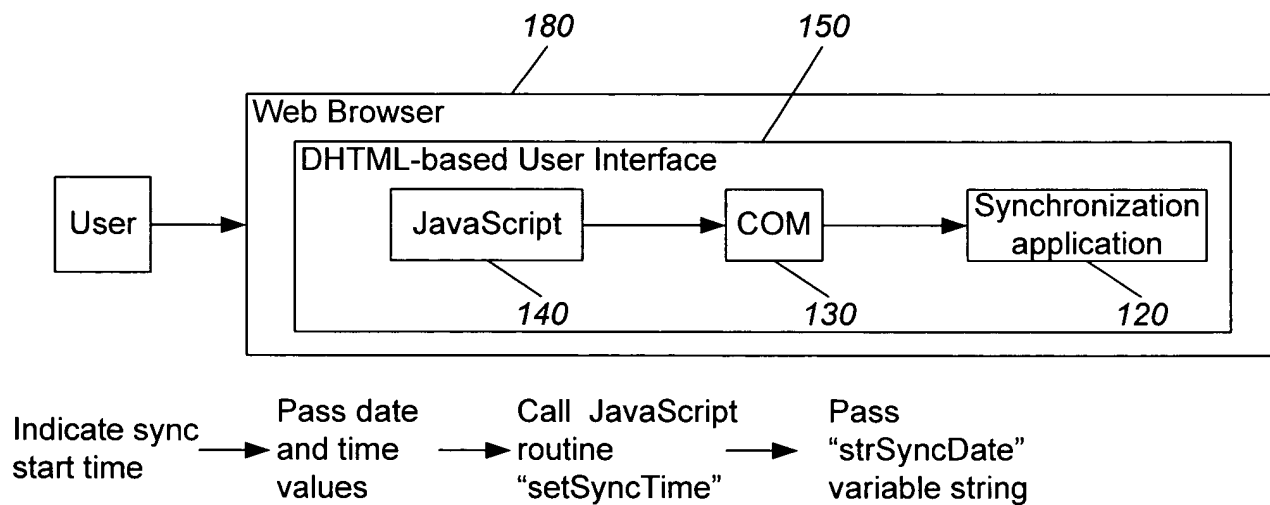 180
150
Web Browser
DHTML-based User Interface
User
JavaScript
COM
Synchronization
application
140
130
120
Indicate sync
start time
Pass date
and time
values
Call JavaScript
routine
“setSyncTime”
Pass
“strSyncDate”
variable string